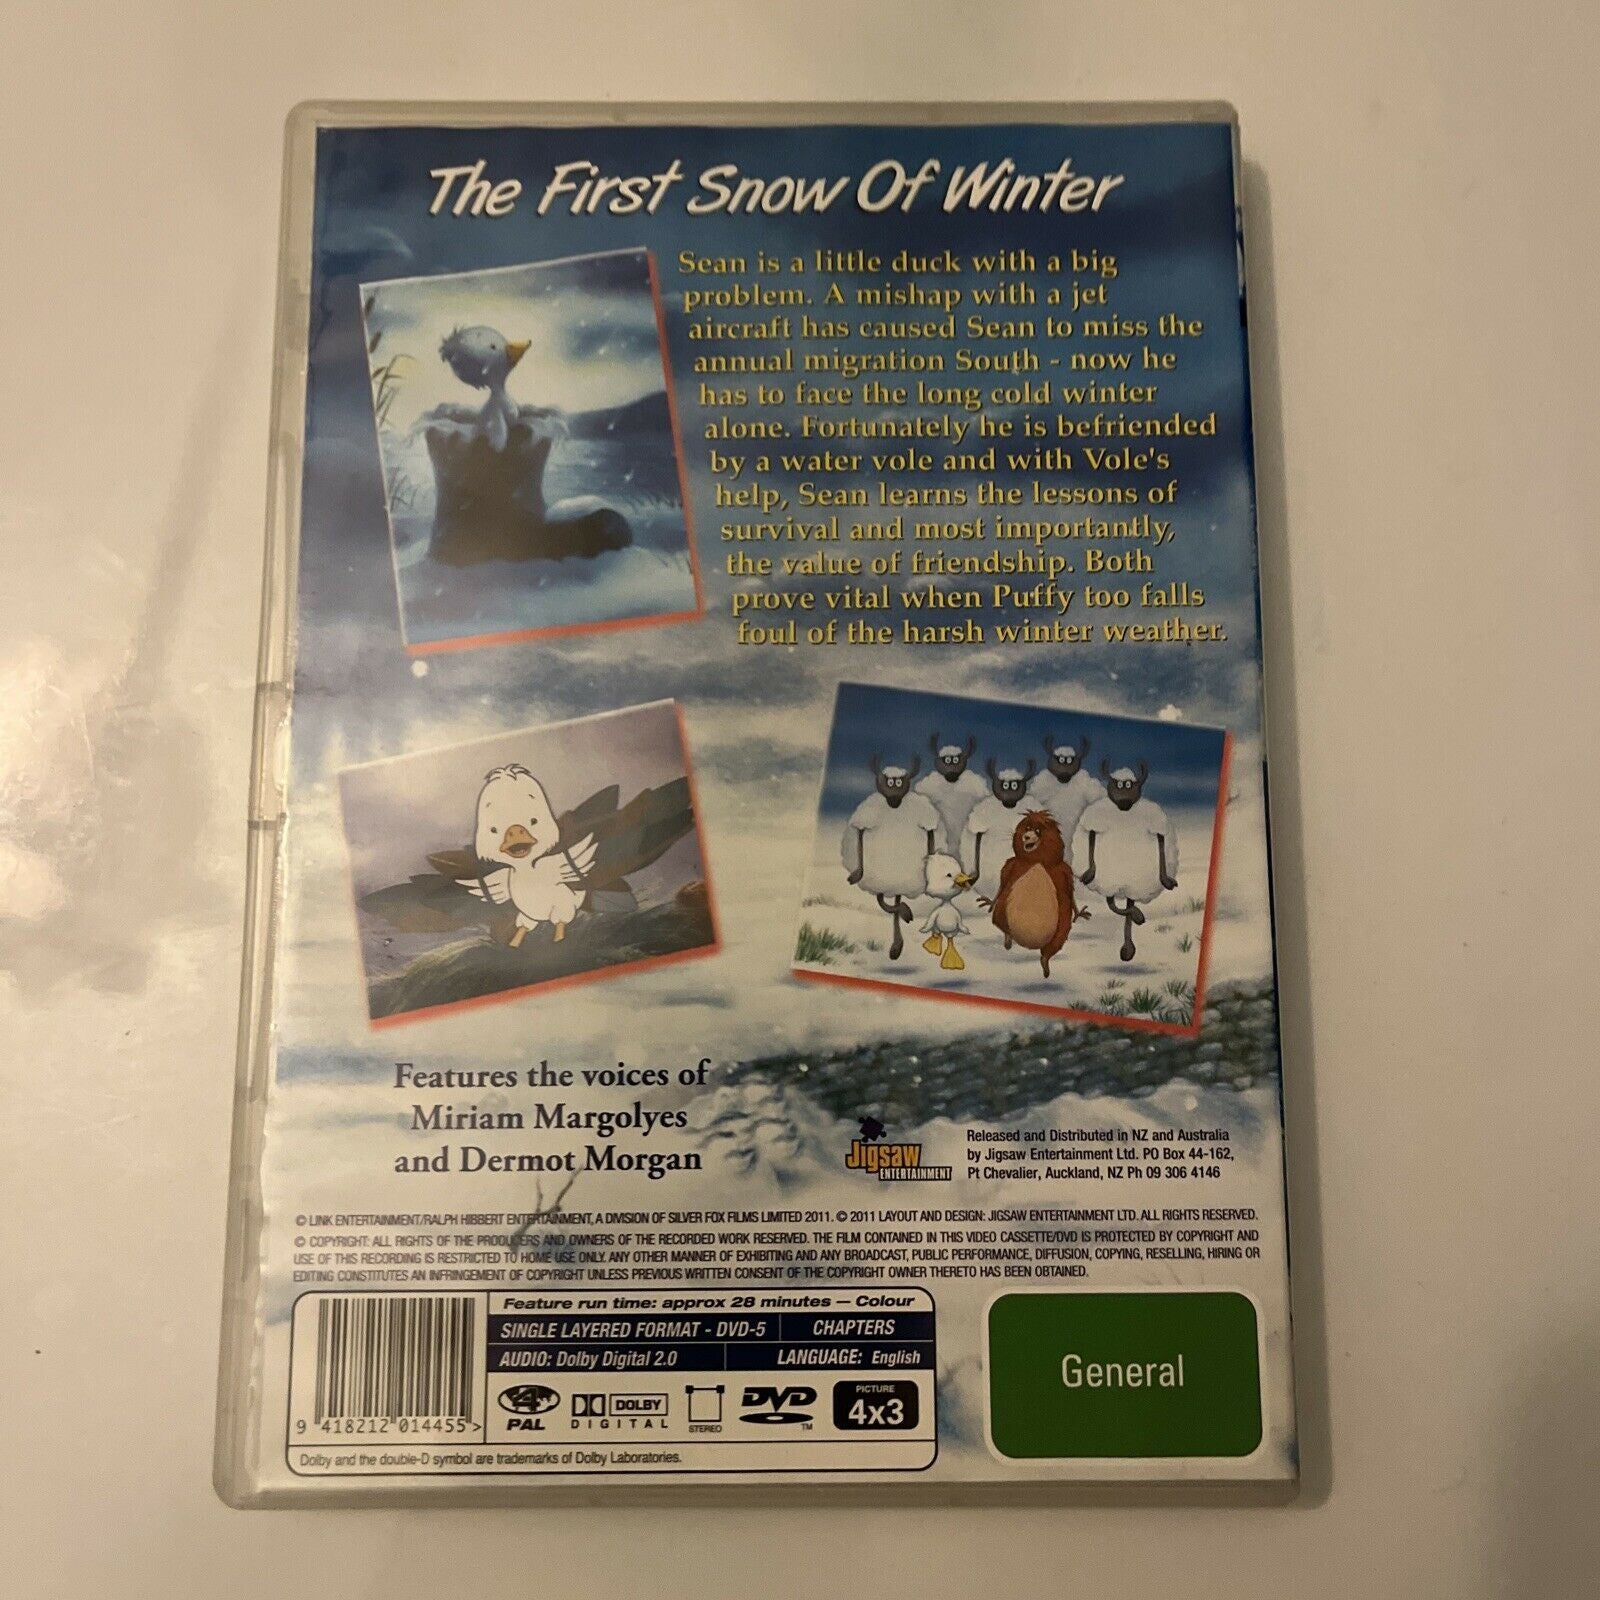 The First Snow Of Winter
Sean is a little duck with a big
problem. A mishap with a jet
aircraft has caused Sean to miss the
annual migration South - now he
has to face the long cold winter
alone. Fortunately he is befriended
by a water vole and with Vole's
help, Sean learns the lessons of
survival and most importantly,
the value of friendship. Both
prove vital when Puffy too falls
foul of the harsh winter weather.
Features the voices of
Miriam Margolyes
and Dermot Morgan
Jigsaw
ENTERTAINMENT
Released and Distributed in NZ and Australia
by Jigsaw Entertainment Ltd. PO Box 44-162,
Pt Chevalier, Auckland, NZ Ph 09 306 4146
© LINK ENTERTAINMENT/RALPH HIBBERT ENTERTAINMENT, A DIVISION OF SILVER FOX FILMS LIMITED 2011. © 2011 LAYOUT AND DESIGN: JIGSAW ENTERTAINMENT LTD. ALL RIGHTS RESERVED.
© COPYRIGHT: ALL RIGHTS OF THE PRODUCERS AND OWNERS OF THE RECORDED WORK RESERVED. THE FILM CONTAINED IN THIS VIDEO CASSETTE/DVD IS PROTECTED BY COPYRIGHT AND
USE OF THIS RECORDING IS RESTRICTED TO HOME USE ONLY. ANY OTHER MANNER OF EXHIBITING AND ANY BROADCAST, PUBLIC PERFORMANCE, DIFFUSION, COPYING, RESELLING, HIRING OR
EDITING CONSTITUTES AN INFRINGEMENT OF COPYRIGHT UNLESS PREVIOUS WRITTEN CONSENT OF THE COPYRIGHT OWNER THERETO HAS BEEN OBTAINED.
Feature run time: approx 28 minutes – Colour
SINGLE LAYERED FORMAT - DVD-5 CHAPTERS
AUDIO: Dolby Digital 2.0 LANGUAGE: English
4 PAL
DOLBY DIGITAL
STEREO
DVD TM
PICTURE
4x3
9 418212 014455 >
Dolby and the double-D symbol are trademarks of Dolby Laboratories.
General